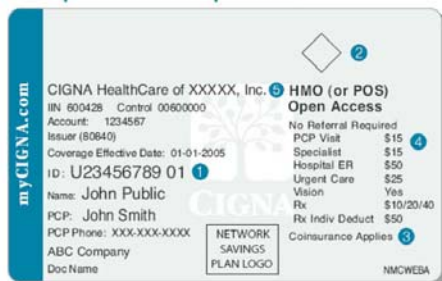 myCIGNA.com
2
CIGNA HealthCare of XXXXX, Inc. 5
IIN 600428 Control 00600000
Account: 1234567
Issuer (80840)
Coverage Effective Date: 01-01-2005
ID: U23456789 01 1
Name: John Public
PCP: John Smith
PCP Phone: XXX-XXX-XXXX
ABC Company
Doc Name
CIGNA
NETWORK
SAVINGS
PLAN LOGO
HMO (or POS)
Open Access
No Referral Required
PCP Visit $15 4
Specialist $15
Hospital ER $50
Urgent Care $25
Vision Yes
Rx $10/20/40
Rx Indiv Deduct $50
Coinsurance Applies 3
NMCWEBA